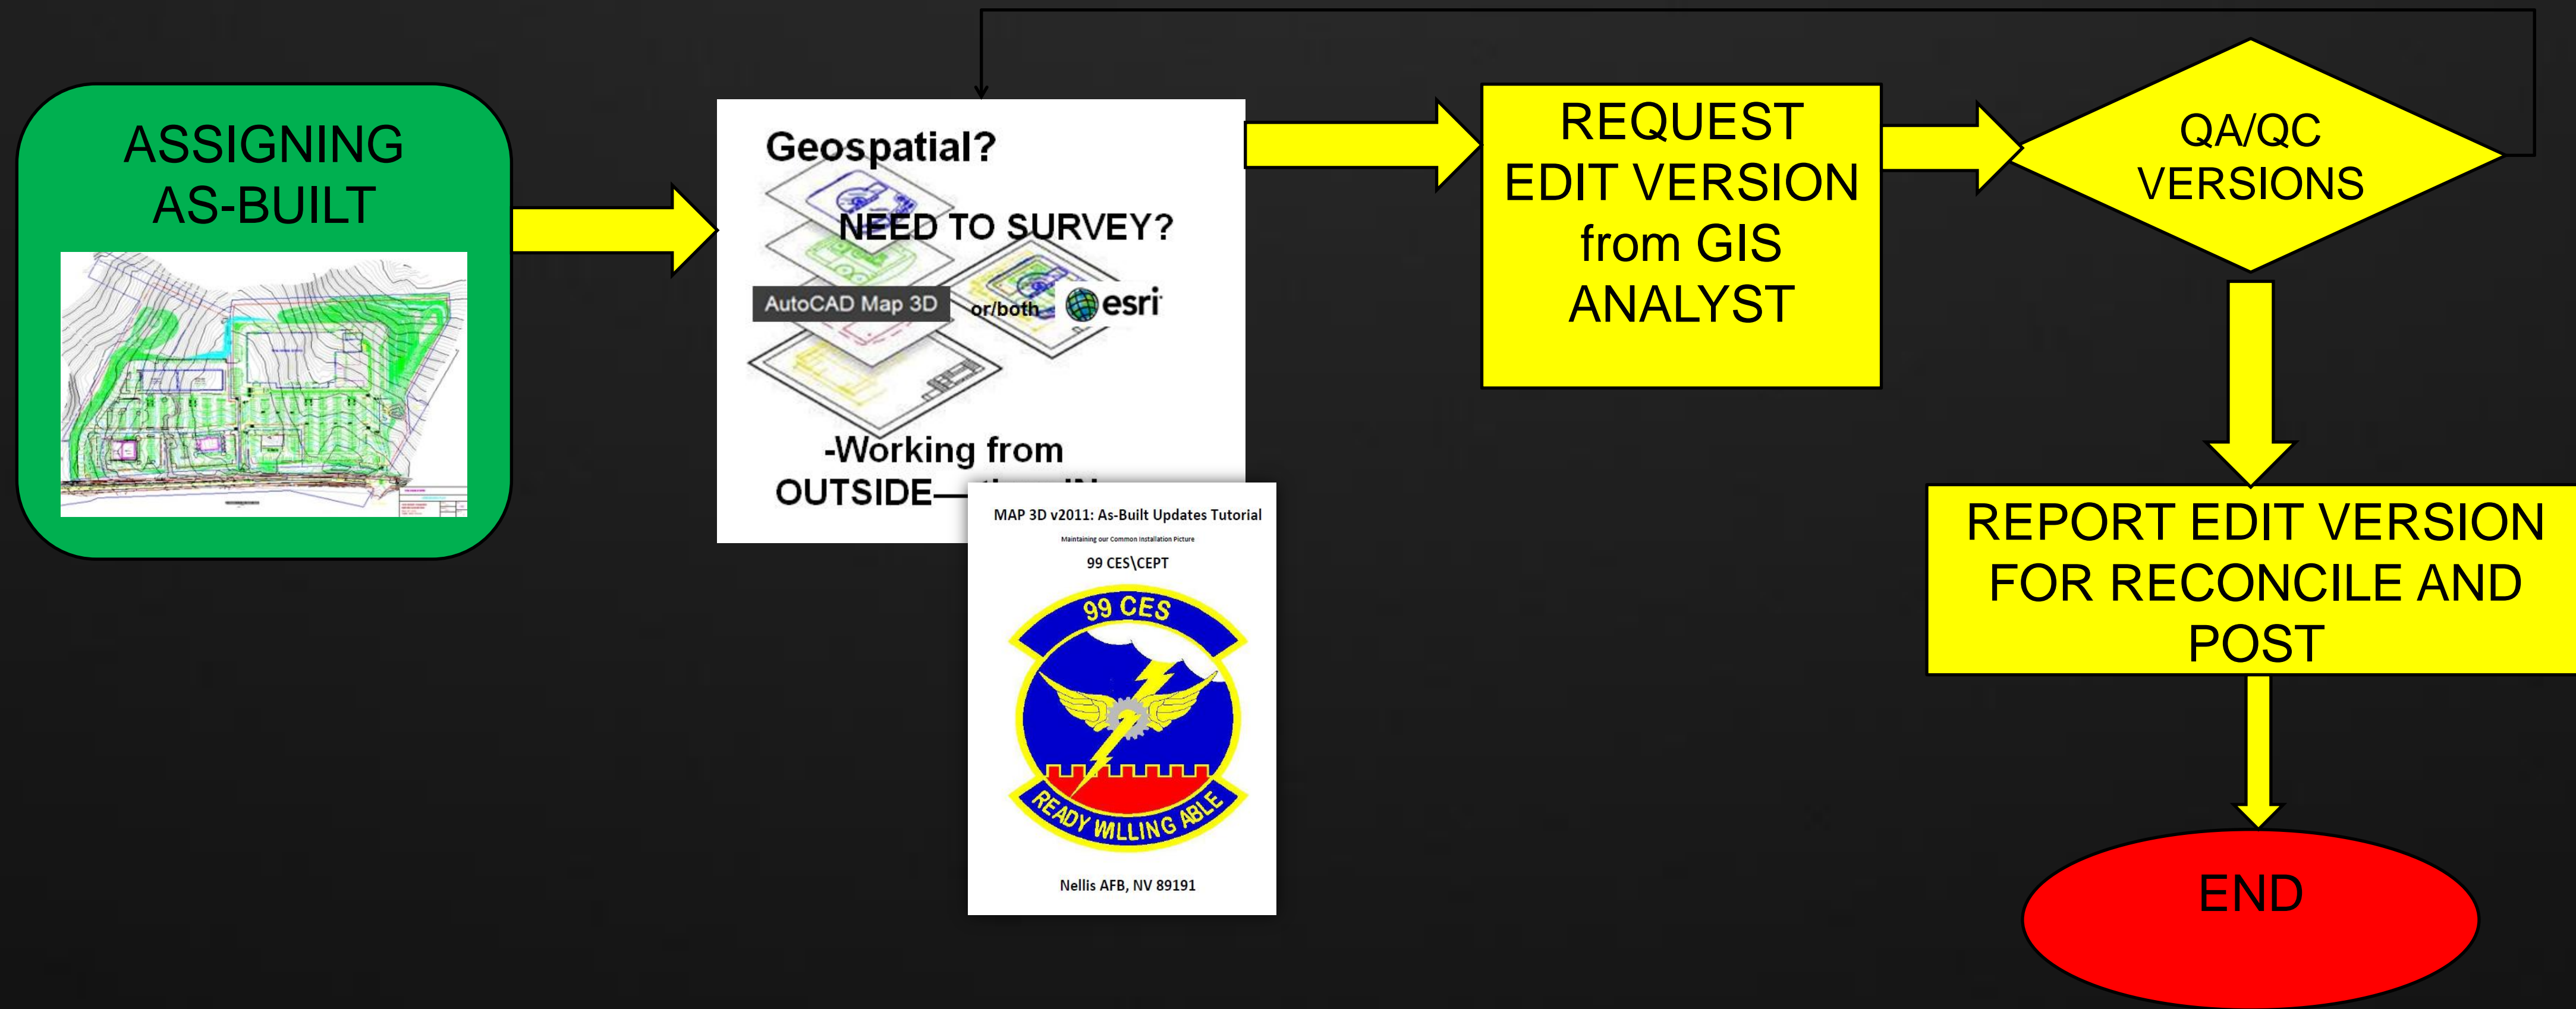 ASSIGNING
AS-BUILT
Geospatial?
NEED TO SURVEY?
AutoCAD Map 3D
or/both
esri
-Working from
OUTSIDE—
MAP 3D v2011: As-Built Updates Tutorial
Maintaining our Common Installation Picture
99 CES\CEPT
99 CES
READY WILLING ABLE
Nellis AFB, NV 89191
REQUEST
EDIT VERSION
from GIS
ANALYST
QA/QC
VERSIONS
REPORT EDIT VERSION
FOR RECONCILE AND
POST
END